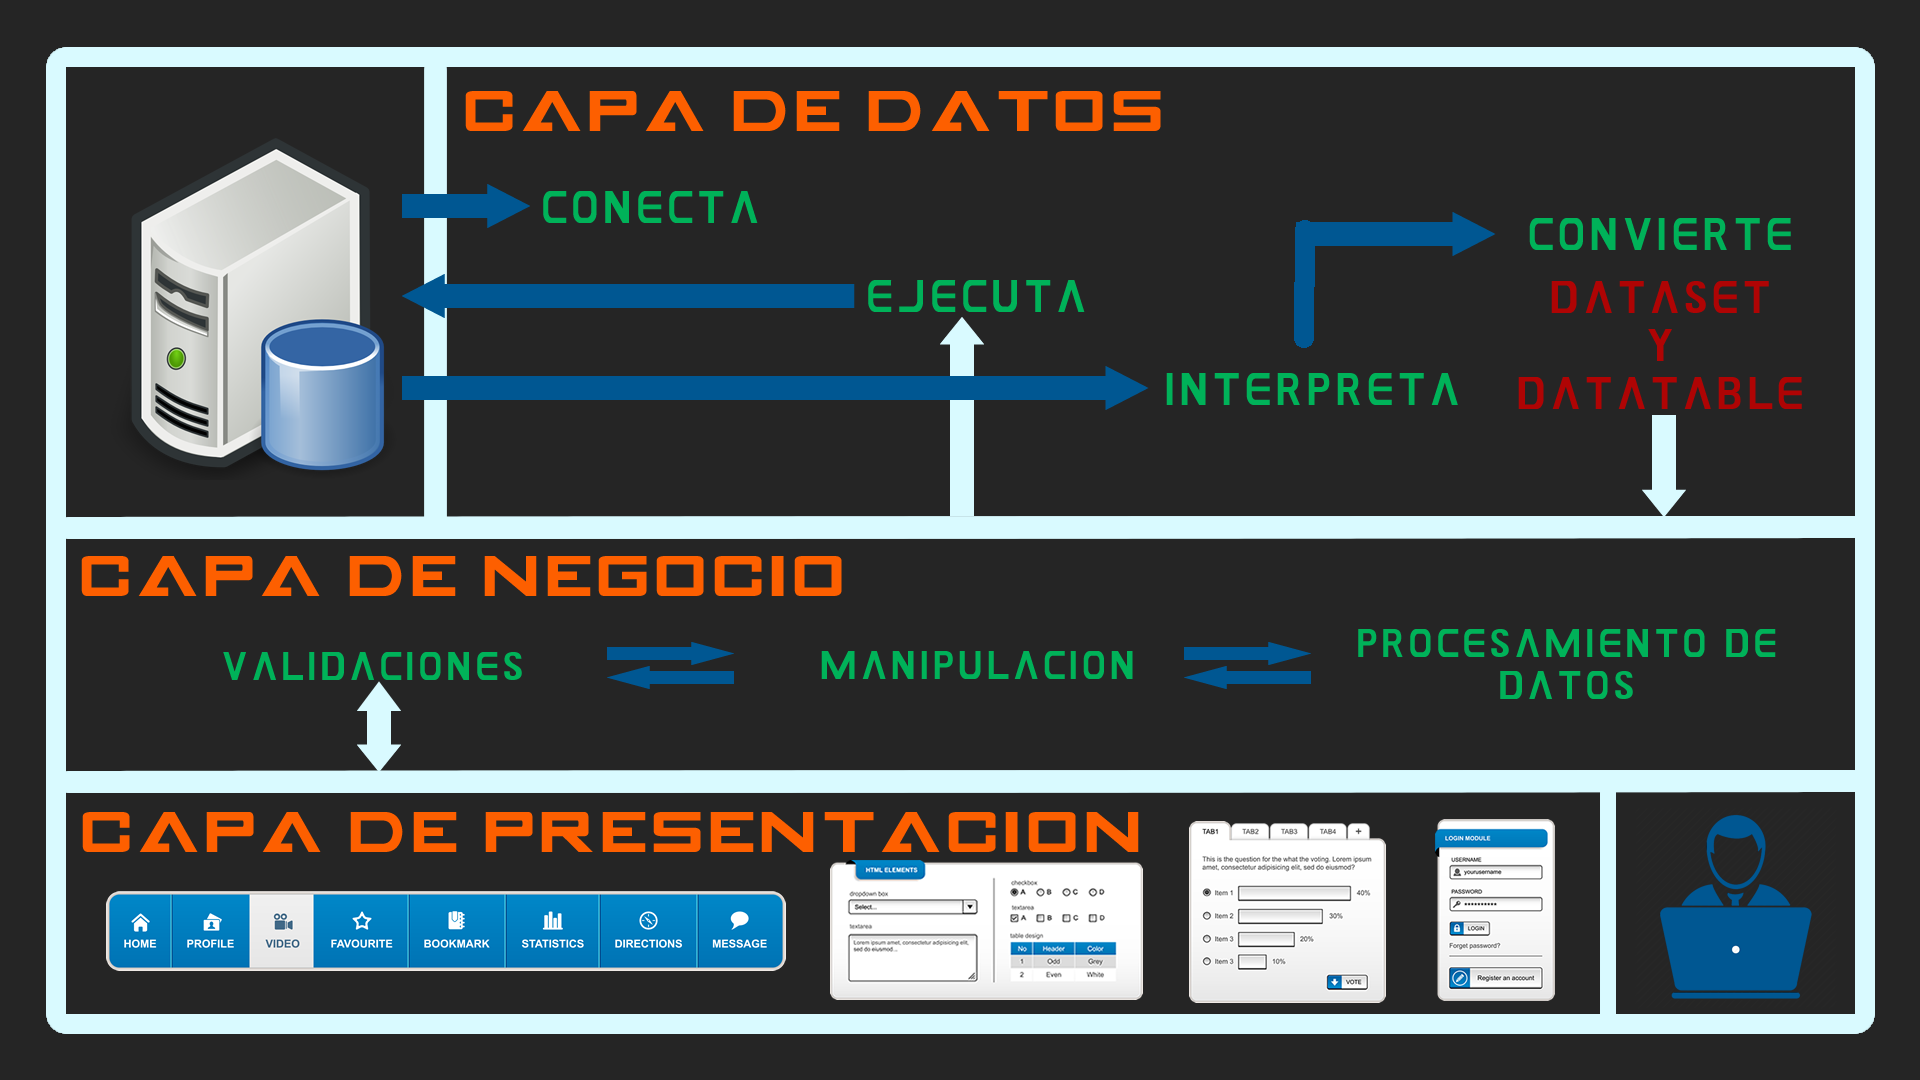 CAPA DE DATOS
CONECTA
EJECUTA
INTERPRETA
CONVIERTE
DATASET
Y
DATATABLE
CAPA DE NEGOCIO
VALIDACIONES
MANIPULACION
PROCESAMIENTO DE
DATOS
CAPA DE PRESENTACION
HOME
PROFILE
VIDEO
FAVOURITE
BOOKMARK
STATISTICS
DIRECTIONS
MESSAGE
HTML ELEMENTS
dropdown box
Select...
textarea
Lorem ipsum amet, consectetur adipisicing elit,
sed do eiusmod...
checkbox
A B C D
textarea
A B C D
table design
No Header Color
1 Odd Grey
2 Even White
TAB1 TAB2 TAB3 TAB4 +
This is the question for the what the voting. Lorem ipsum
amet, consectetur adipisicing elit, sed do eiusmod?
Item 1 40%
Item 2 30%
Item 3 20%
Item 3 10%
VOTE
LOGIN MODULE
USERNAME
yourusername
PASSWORD
••••••••••
LOGIN
Forget password?
Register an account